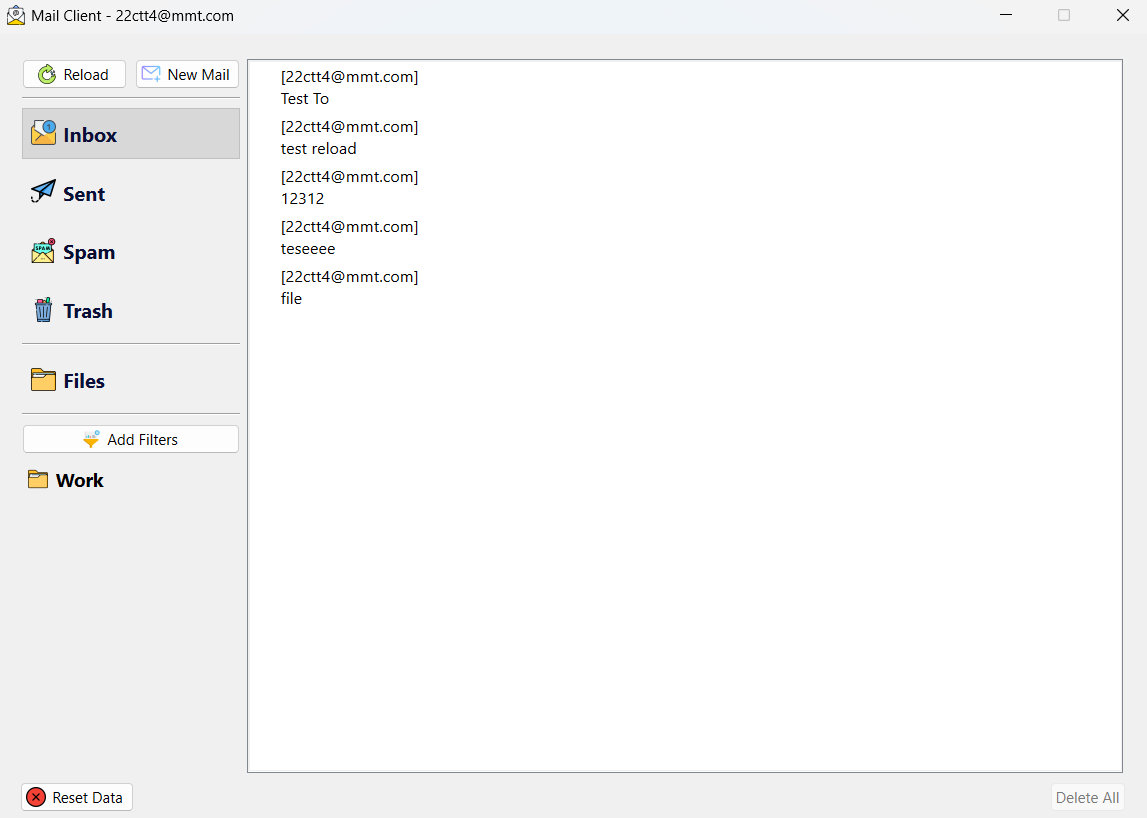 Mail Client - 22ctt4@mmt.com
Reload
New Mail
Inbox
Sent
Spam
Trash
Files
Add Filters
Work
[22ctt4@mmt.com]
Test To
[22ctt4@mmt.com]
test reload
[22ctt4@mmt.com]
12312
[22ctt4@mmt.com]
teseeee
[22ctt4@mmt.com]
file
Reset Data
Delete All